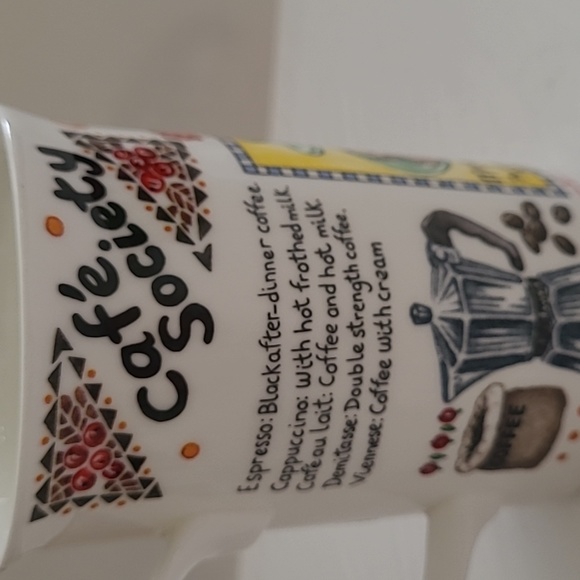 café
Society
Espresso: Black after-dinner coffee
Cappuccino: With hot frothed milk
Café au lait: Coffee and hot milk
Demitasse: Double strength coffee.
Viennese: Coffee with cream
COFFEE